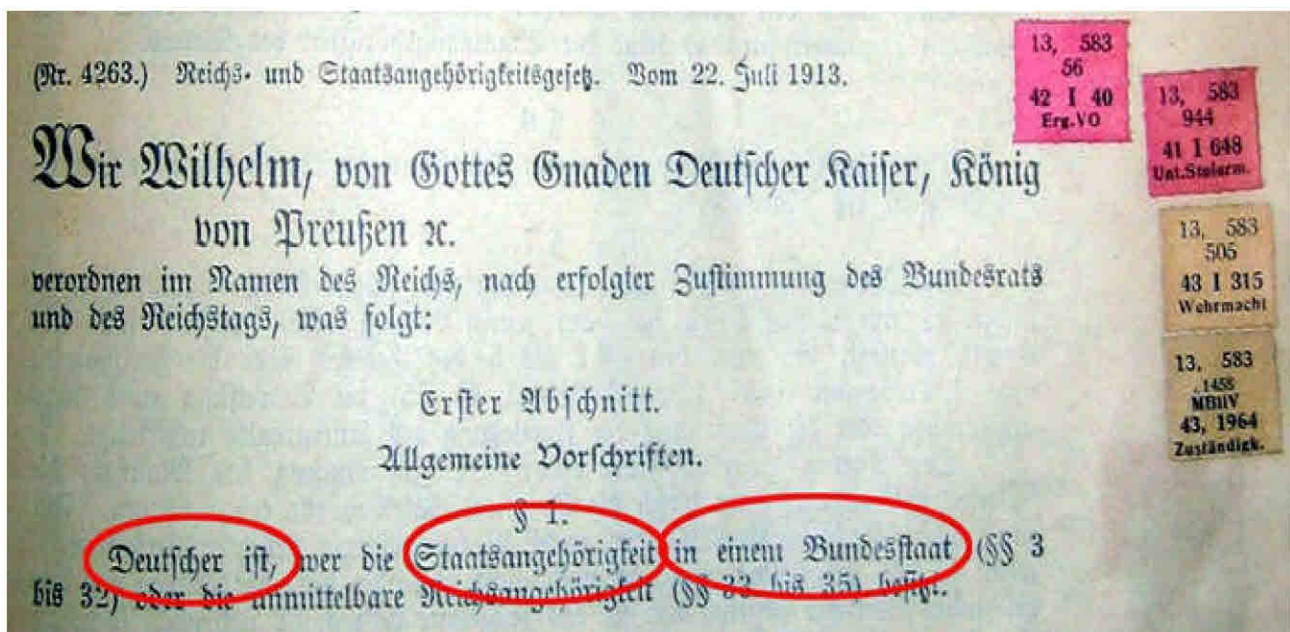 (Nr. 4263.) Reichs- und Staatsangehörigkeitsgesetz. Vom 22. Juli 1913.
Wir Wilhelm, von Gottes Gnaden Deutscher Kaiser, König
von Preußen ꝛc.
verordnen im Namen des Reichs, nach erfolgter Zustimmung des Bundesrats
und des Reichstags, was folgt:
Erster Abschnitt.
Allgemeine Vorschriften.
§ 1.
Deutscher ist, wer die Staatsangehörigkeit in einem Bundesstaat (§§ 3
bis 32) oder die unmittelbare Reichsangehörigkeit (§§ 33 bis 35) besitzt.
13, 583
56
42 I 40
Erg.VO
13, 583
944
41 I 648
13, 583
505
43 I 315
Wehrmacht
13, 583
1458
MBliV
43, 1964
Zuständigk.